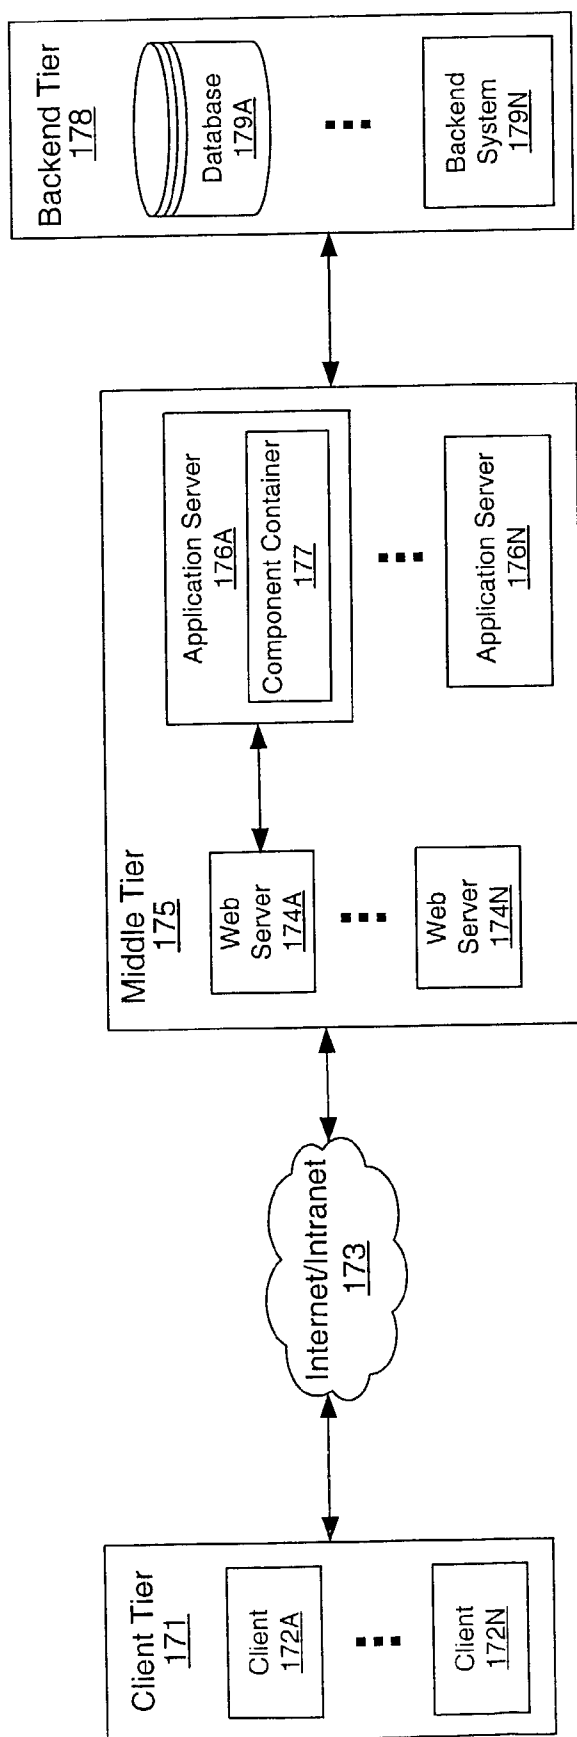 Client Tier
171
Client
172A
Client
172N
Internet/Intranet
173
Middle Tier
175
Web
Server
174A
Web
Server
174N
Application Server
176A
Component Container
177
Application Server
176N
Backend Tier
178
Database
179A
Backend
System
179N